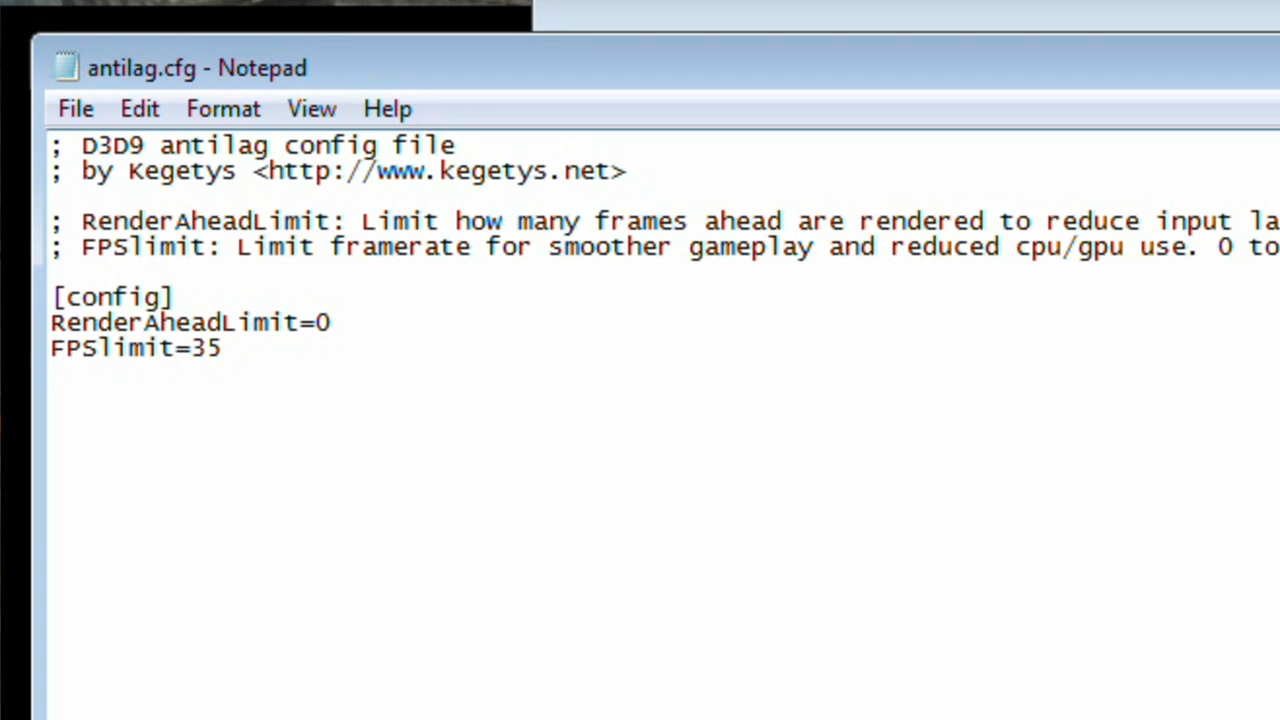 antilag.cfg - Notepad
File Edit Format View Help
; D3D9 antilag config file
; by Kegetys <http://www.kegetys.net>
; RenderAheadLimit: Limit how many frames ahead are rendered to reduce input la
; FPSlimit: Limit framerate for smoother gameplay and reduced cpu/gpu use. 0 to
[config]
RenderAheadLimit=0
FPSlimit=35